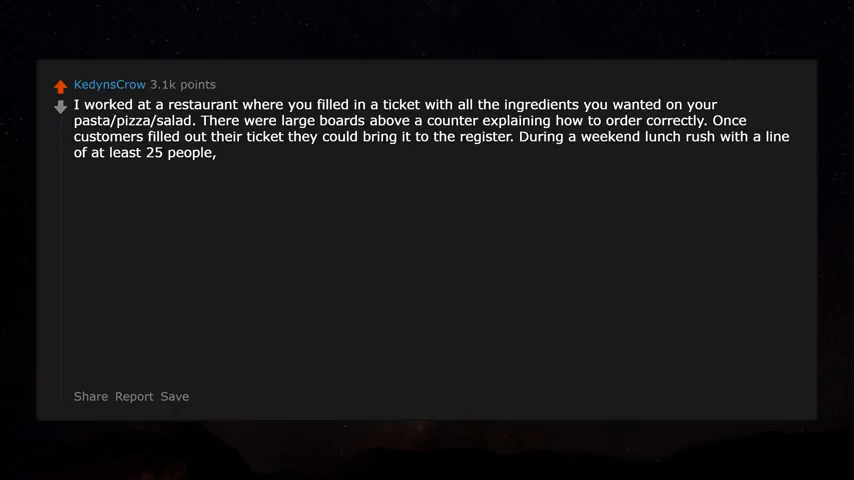 KedynsCrow 3.1k points
I worked at a restaurant where you filled in a ticket with all the ingredients you wanted on your
pasta/pizza/salad. There were large boards above a counter explaining how to order correctly. Once
customers filled out their ticket they could bring it to the register. During a weekend lunch rush with a line
of at least 25 people,
Share Report Save